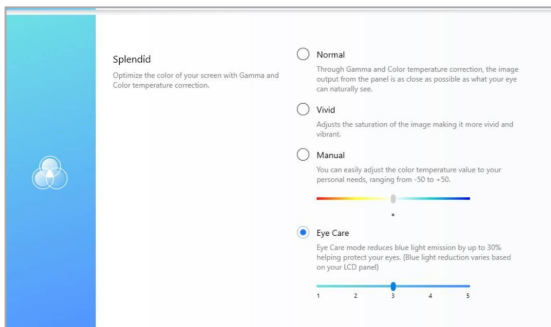 Splendid
Optimize the color of your screen with Gamma and
Color temperature correction.
Normal
Through Gamma and Color temperature correction, the image
output from the panel is as close as possible as what your eye
can naturally see.
Vivid
Adjusts the saturation of the image making it more vivid and
vibrant.
Manual
You can easily adjust the color temperature value to your
personal needs, ranging from -50 to +50.
Eye Care
Eye Care mode reduces blue light emission by up to 30%
helping protect your eyes. (Blue light reduction varies based
on your LCD panel)
1 2 3 4 5